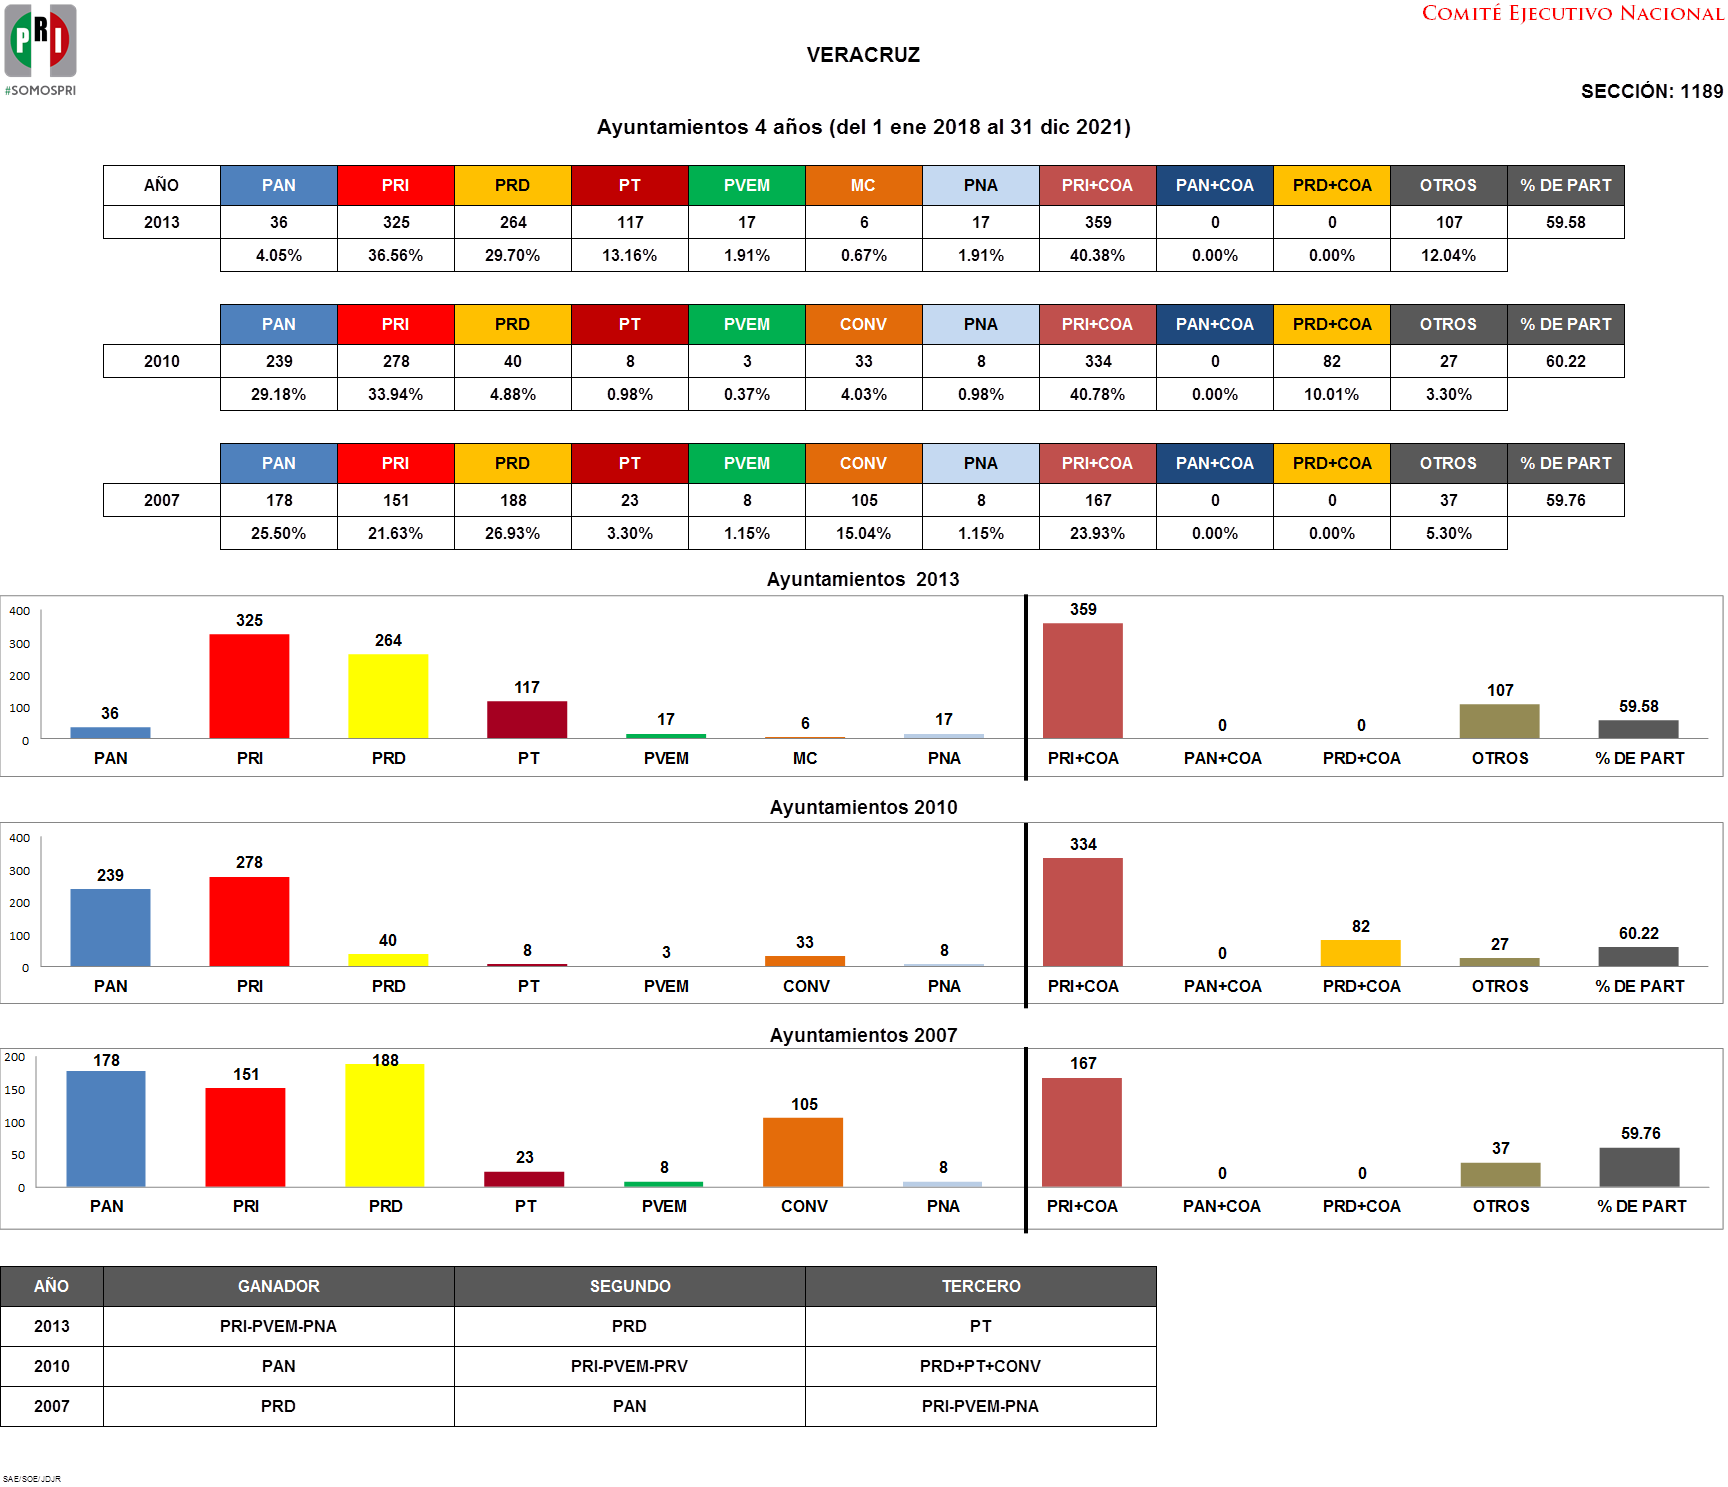 PRI
#SOMOSPRI
COMITÉ EJECUTIVO NACIONAL
VERACRUZ
SECCIÓN: 1189
Ayuntamientos 4 años (del 1 ene 2018 al 31 dic 2021)
AÑO PAN PRI PRD PT PVEM MC PNA PRI+COA PAN+COA PRD+COA OTROS % DE PART
2013 36 325 264 117 17 6 17 359 0 0 107 59.58
4.05% 36.56% 29.70% 13.16% 1.91% 0.67% 1.91% 40.38% 0.00% 0.00% 12.04%
PAN PRI PRD PT PVEM CONV PNA PRI+COA PAN+COA PRD+COA OTROS % DE PART
2010 239 278 40 8 3 33 8 334 0 82 27 60.22
29.18% 33.94% 4.88% 0.98% 0.37% 4.03% 0.98% 40.78% 0.00% 10.01% 3.30%
PAN PRI PRD PT PVEM CONV PNA PRI+COA PAN+COA PRD+COA OTROS % DE PART
2007 178 151 188 23 8 105 8 167 0 0 37 59.76
25.50% 21.63% 26.93% 3.30% 1.15% 15.04% 1.15% 23.93% 0.00% 0.00% 5.30%
Ayuntamientos 2013
400
300
200
100
0
36 325 264 117 17 6 17 359 0 0 107 59.58
PAN PRI PRD PT PVEM MC PNA PRI+COA PAN+COA PRD+COA OTROS % DE PART
Ayuntamientos 2010
400
300
200
100
0
239 278 40 8 3 33 8 334 0 82 27 60.22
PAN PRI PRD PT PVEM CONV PNA PRI+COA PAN+COA PRD+COA OTROS % DE PART
Ayuntamientos 2007
200
150
100
50
0
178 151 188 23 8 105 8 167 0 0 37 59.76
PAN PRI PRD PT PVEM CONV PNA PRI+COA PAN+COA PRD+COA OTROS % DE PART
AÑO GANADOR SEGUNDO TERCERO
2013 PRI-PVEM-PNA PRD PT
2010 PAN PRI-PVEM-PRV PRD+PT+CONV
2007 PRD PAN PRI-PVEM-PNA
SAE/SOE/JDJR